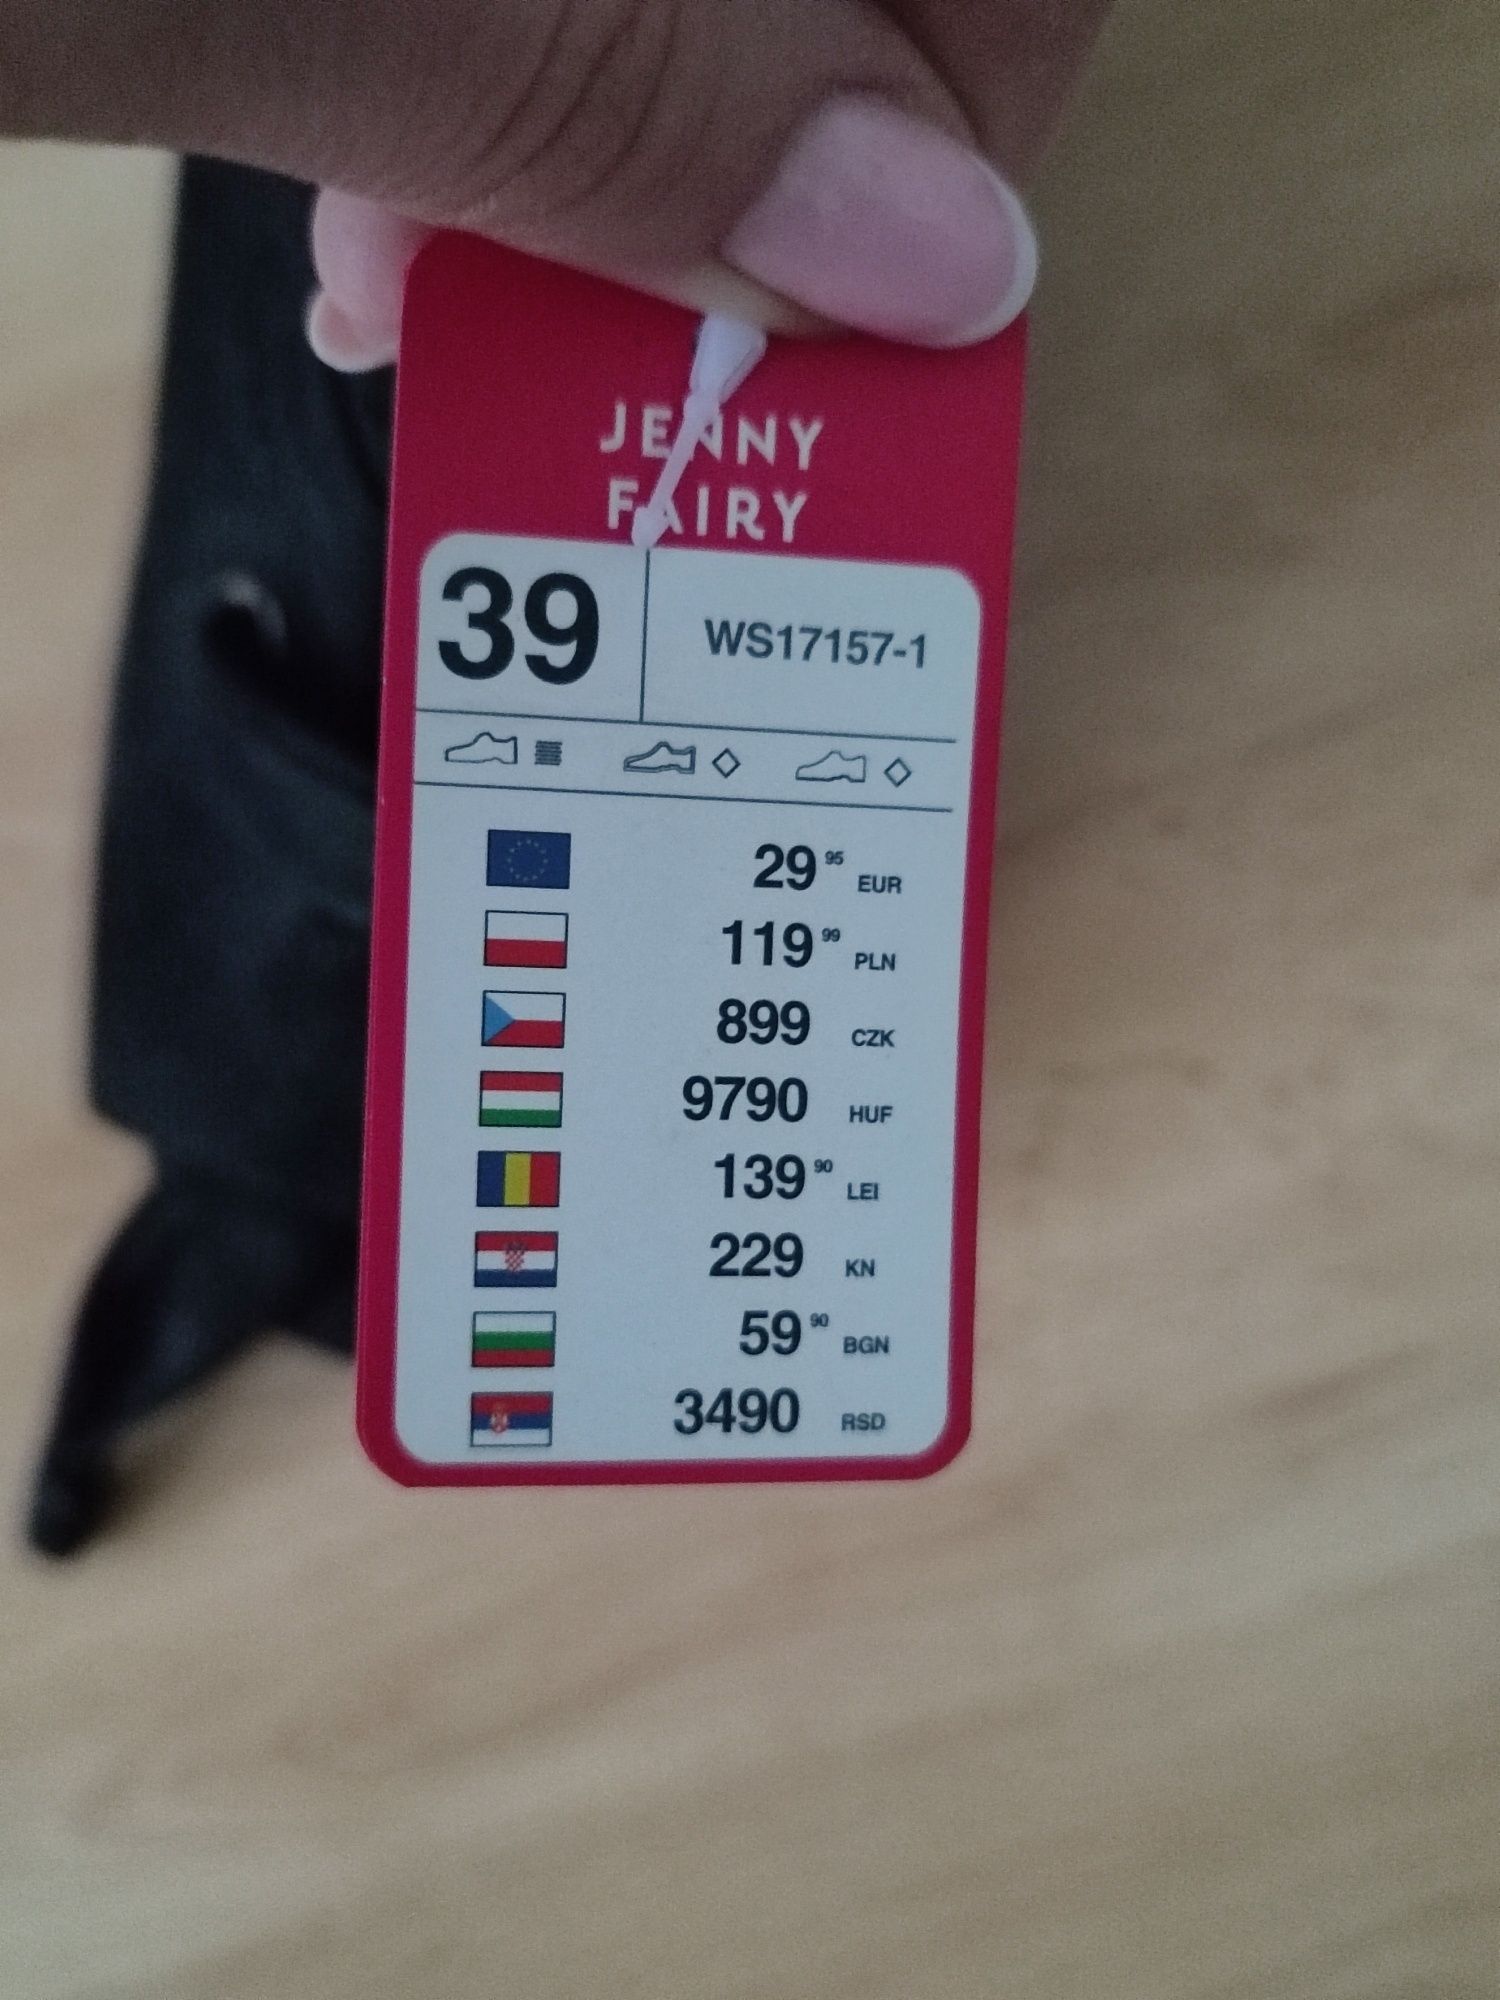 JENNY
FAIRY
39 WS17157-1
29 95 EUR
119 99 PLN
899 CZK
9790 HUF
139 90 LEI
229 KN
59 90 BGN
3490 RSD